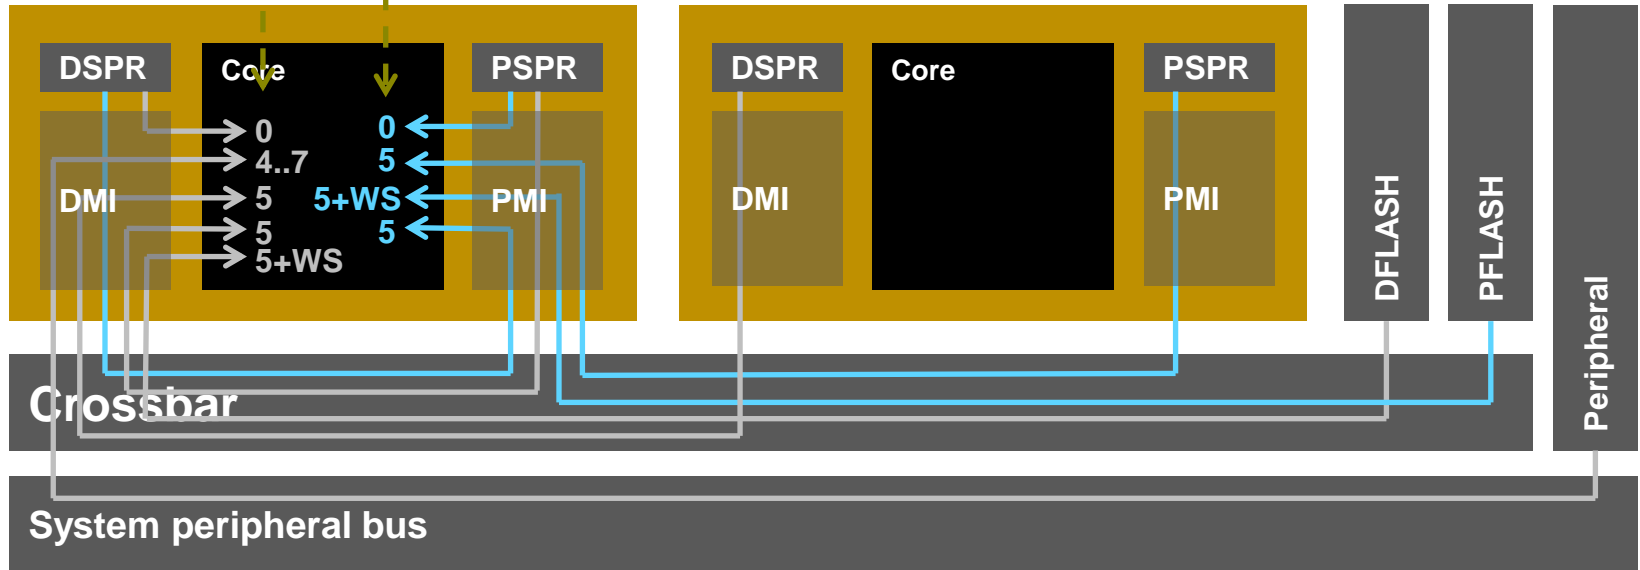 DSPR
Core
PSPR
DSPR
Core
PSPR
0
0
4..7
5
DMI
5
5+WS
PMI
DMI
PMI
5
5
5+WS
DFLASH
PFLASH
Peripheral
Crossbar
System peripheral bus